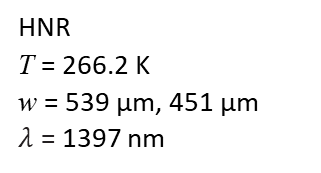 HNR
T = 266.2 K
w = 539 μm, 451 μm
λ = 1397 nm